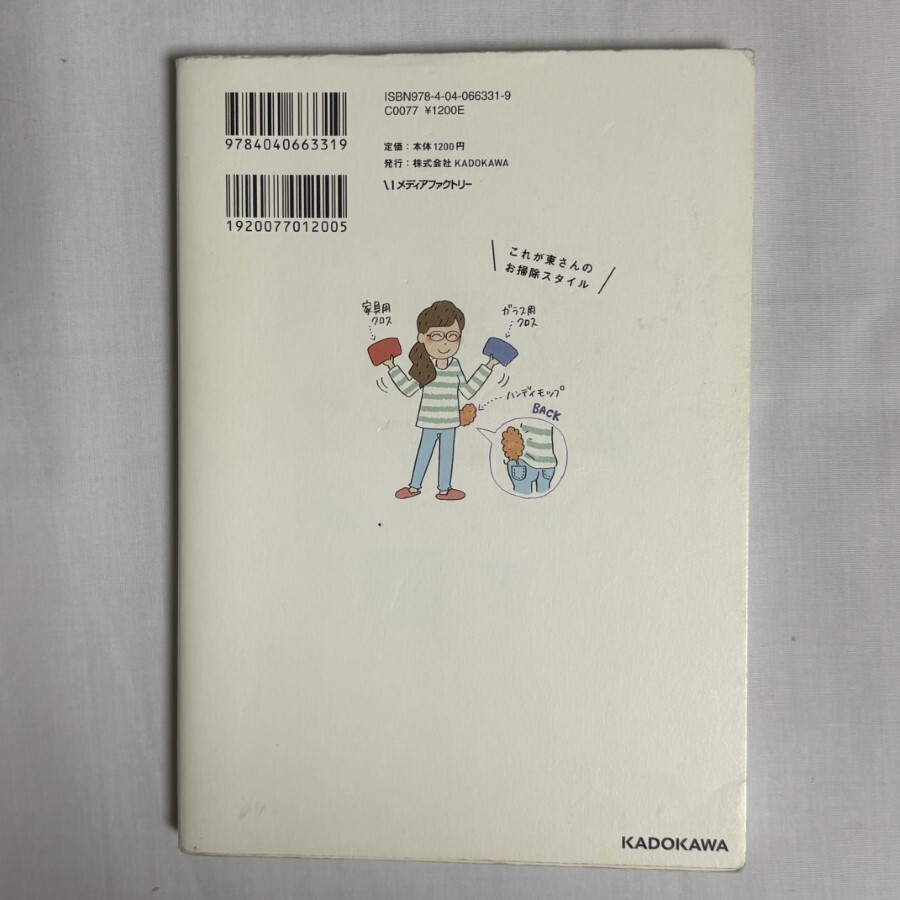 ISBN978-4-04-066331-9
C0077 ¥1200E
9784040663319
定価：本体1200円
発行：株式会社 KADOKAWA
メディアファクトリー
1920077012005
これが東さんの
お掃除スタイル
家具用
クロス
ガラス用
クロス
ハンディモップ
BACK
KADOKAWA